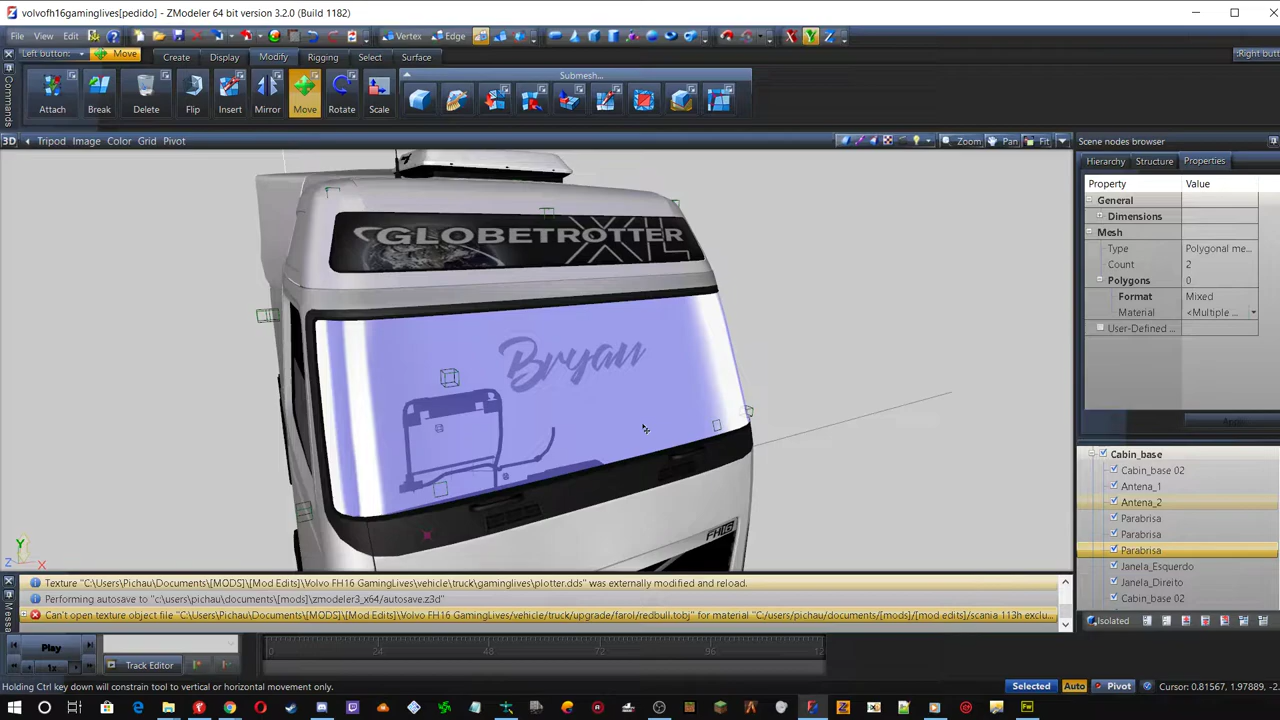 volvofh16gaminglives[pedido] - ZModeler 64 bit version 3.2.0 (Build 1182)
File View Edit Vertex Edge X Y Z
Left button: Move Create Display Modify Rigging Select Surface
Submesh...
Attach Break Delete Flip Insert Mirror Move Rotate Scale
Commands
3D Tripod Image Color Grid Pivot Zoom Pan Fit
Scene nodes browser
Hierarchy Structure Properties
Property Value
General
Dimensions
Mesh
Type Polygonal me...
Count 2
Polygons 0
Format Mixed
Material <Multiple ...
User-Defined ...
GLOBETROTTER XL
Bryan
FH16
Cabin_base
Cabin_base 02
Antena_1
Antena_2
Parabrisa
Parabrisa
Parabrisa
Janela_Esquerdo
Janela_Direito
Cabin_base 02
Isolated
Texture "C:\Users\Pichau\Documents\[MODS]\[Mod Edits]\Volvo FH16 GamingLives\vehicle\truck\gaminglives\plotter.dds" was externally modified and reload.
Performing autosave to "c:\users\pichau\documents\[mods]\zmodeler3_x64/autosave.z3d"
Can't open texture object file "C:\Users\Pichau\Documents\[MODS]\[Mod Edits]\Volvo FH16 GamingLives/vehicle/truck/upgrade/farol/redbull.tobj" for material "C:/users/pichau/documents/[mods]/[mod edits]/scania 113h exclu...
Play
1x
Track Editor
0 24 48 72 96 12
Holding Ctrl key down will constrain tool to vertical or horizontal movement only.
Selected Auto Pivot Cursor: 0.81567, 1.97889, -2.